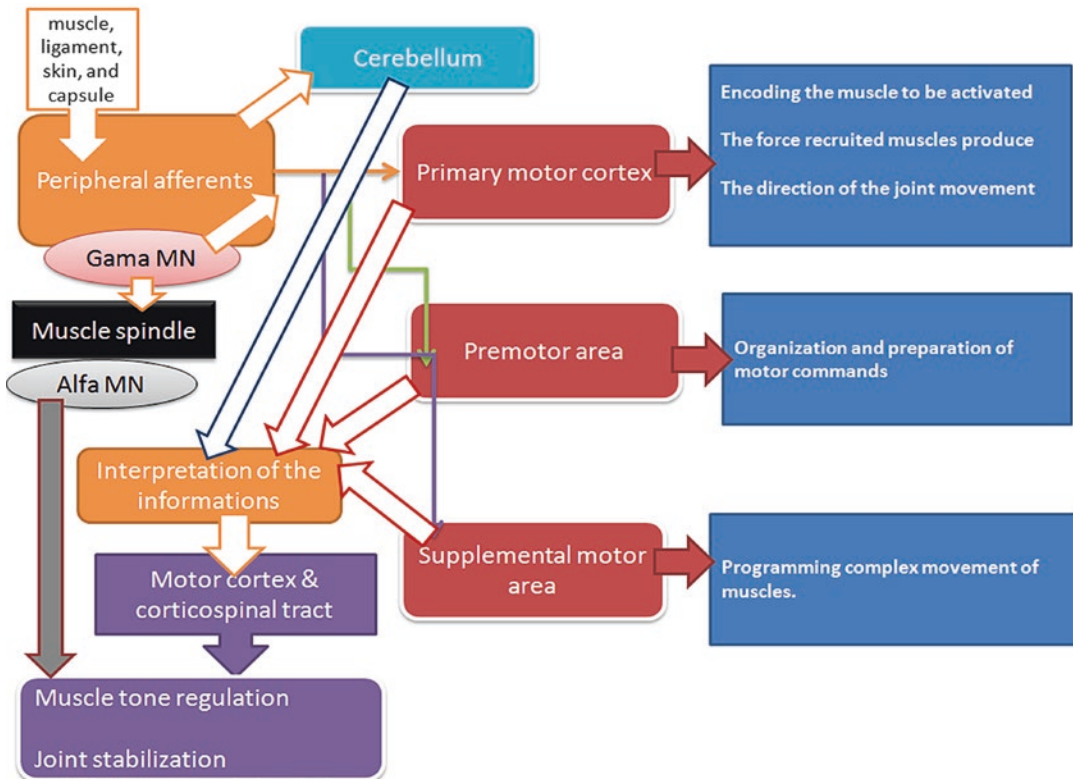 muscle,
ligament,
skin, and
capsule
Cerebellum
Peripheral afferents
Gama MN
Muscle spindle
Alfa MN
Primary motor cortex
Encoding the muscle to be activated
The force recruited muscles produce
The direction of the joint movement
Premotor area
Organization and preparation of
motor commands
Interpretation of the
informations
Supplemental motor
area
Programming complex movement of
muscles.
Motor cortex &
corticospinal tract
Muscle tone regulation
Joint stabilization